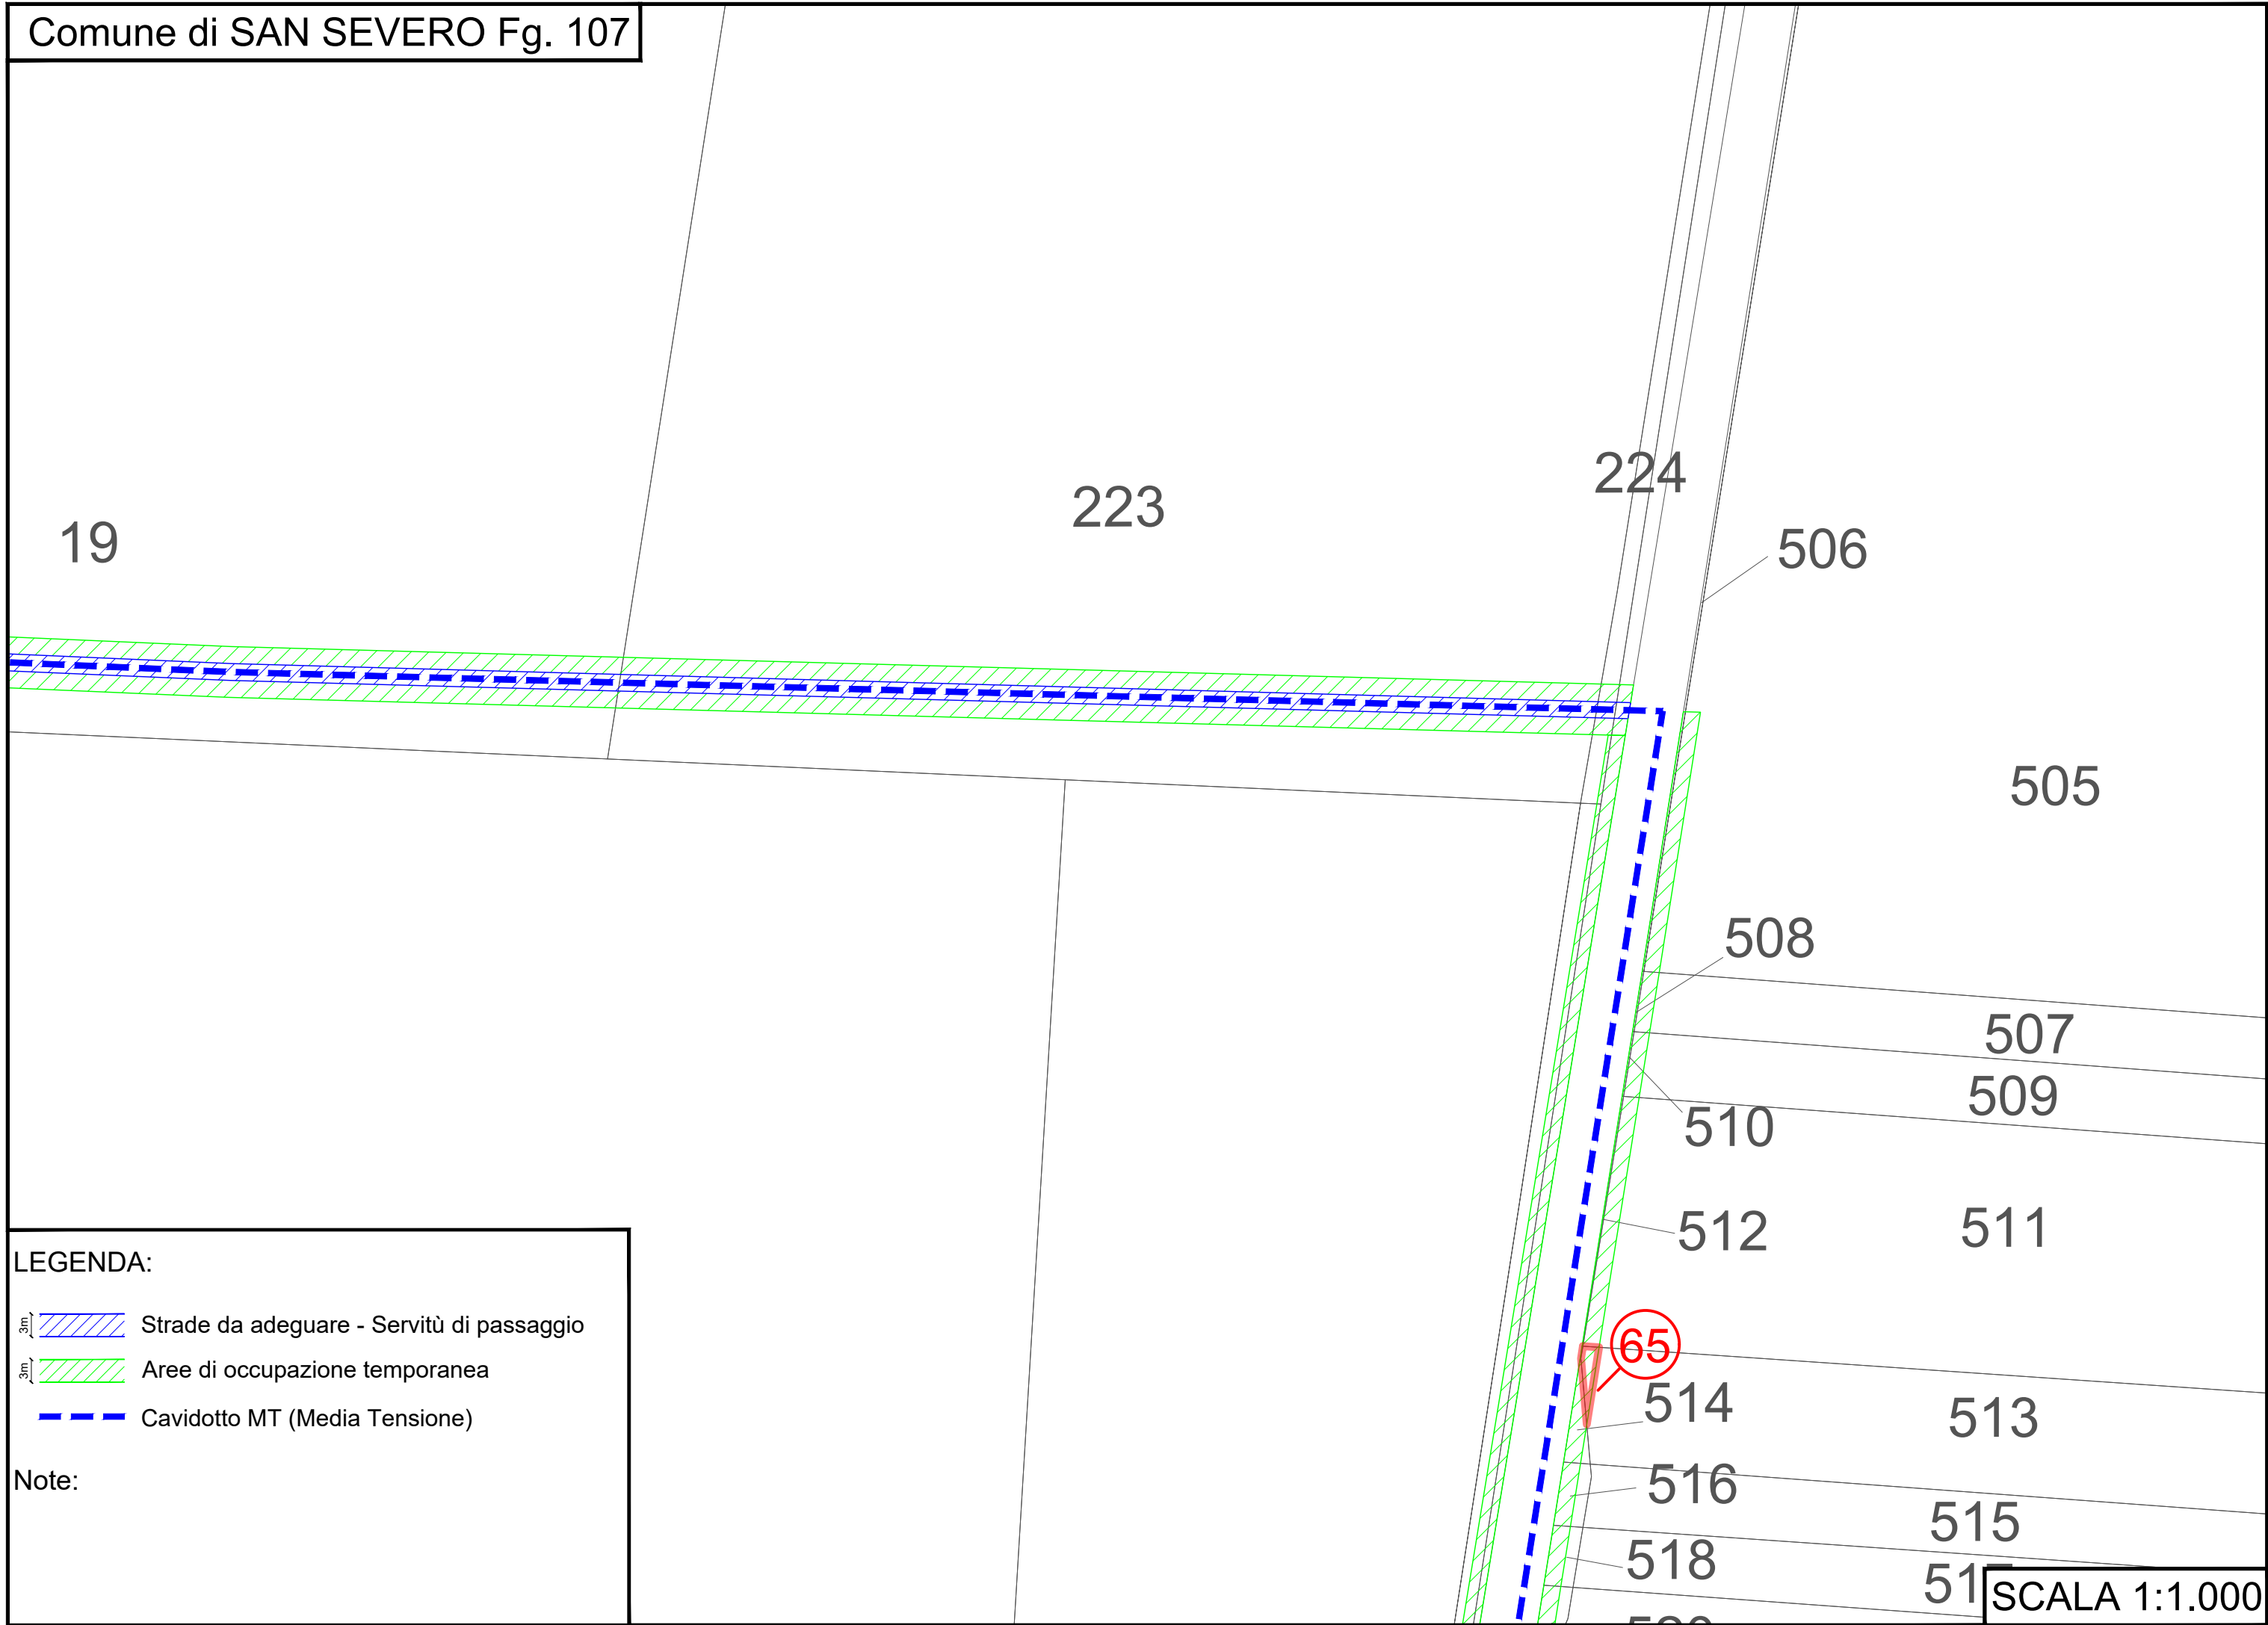 Comune di SAN SEVERO Fg. 107
224
223
19
506
505
508
507
509
510
512
511
65
514
513
516
515
518
LEGENDA:
3m Strade da adeguare - Servitù di passaggio
3m Aree di occupazione temporanea
Cavidotto MT (Media Tensione)
Note:
SCALA 1:1.000